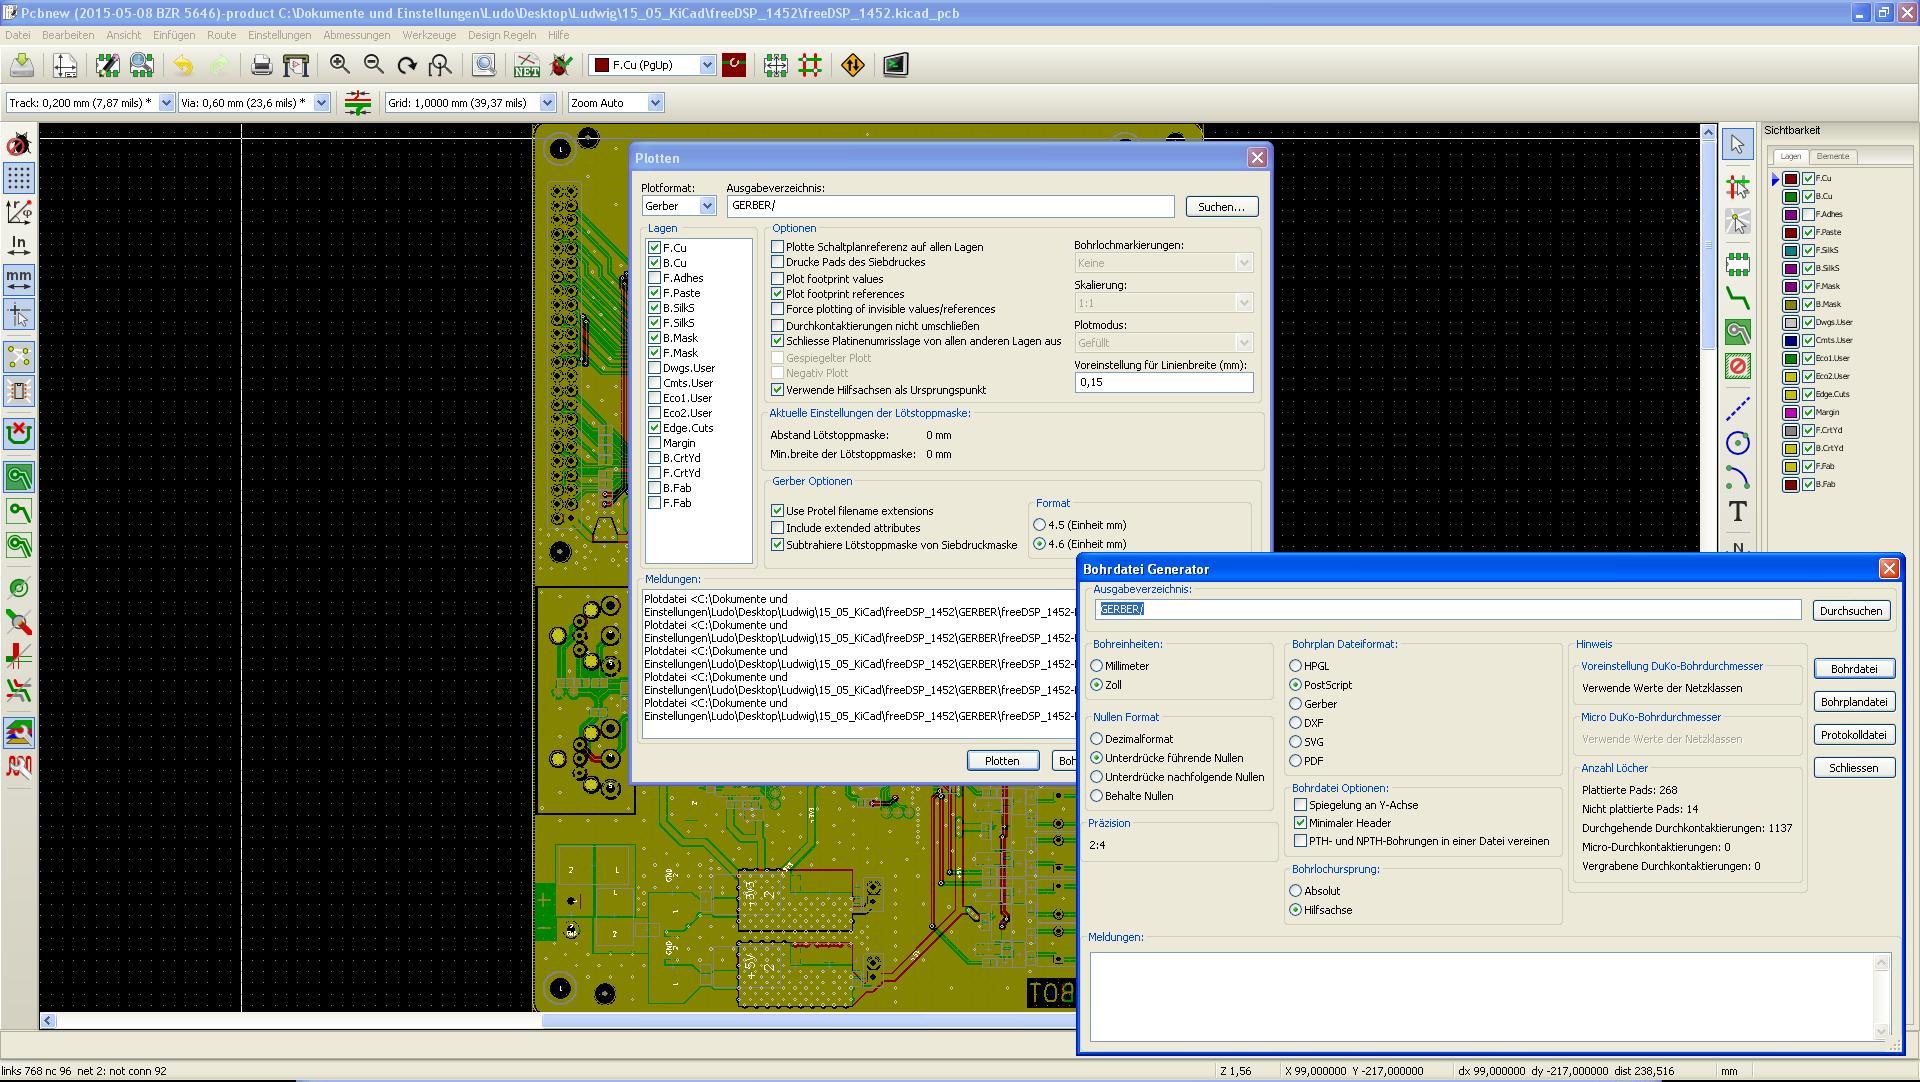 Pcbnew (2015-05-08 BZR 5646)-product C:\Dokumente und Einstellungen\Ludo\Desktop\Ludwig\15_05_KiCad\freeDSP_1452\freeDSP_1452.kicad_pcb
Datei Bearbeiten Ansicht Einfügen Route Einstellungen Abmessungen Werkzeuge Design Regeln Hilfe
NET
F.Cu (PgUp)
Track: 0,200 mm (7,87 mils) *
Via: 0,60 mm (23,6 mils) *
Grid: 1,0000 mm (39,37 mils)
Zoom Auto
In
mm
Sichtbarkeit
Lagen Elemente
F.Cu
B.Cu
F.Adhes
F.Paste
F.SilkS
B.SilkS
F.Mask
B.Mask
Dwgs.User
Cmts.User
Eco1.User
Eco2.User
Edge.Cuts
Margin
F.CrtYd
B.CrtYd
F.Fab
B.Fab
T
Plotten
Plotformat:
Gerber
Ausgabeverzeichnis:
GERBER/
Suchen...
Lagen
F.Cu
B.Cu
F.Adhes
F.Paste
B.SilkS
F.SilkS
B.Mask
F.Mask
Dwgs.User
Cmts.User
Eco1.User
Eco2.User
Edge.Cuts
Margin
B.CrtYd
F.CrtYd
B.Fab
F.Fab
Optionen
Plotte Schaltplanreferenz auf allen Lagen
Drucke Pads des Siebdruckes
Plot footprint values
Plot footprint references
Force plotting of invisible values/references
Durchkontaktierungen nicht umschließen
Schliesse Platinenumrisslage von allen anderen Lagen aus
Gespiegelter Plott
Negativ Plott
Verwende Hilfsachsen als Ursprungspunkt
Bohrlochmarkierungen:
Keine
Skalierung:
1:1
Plotmodus:
Gefüllt
Voreinstellung für Linienbreite (mm):
0,15
Aktuelle Einstellungen der Lötstoppmaske:
Abstand Lötstoppmaske: 0 mm
Min.breite der Lötstoppmaske: 0 mm
Gerber Optionen
Use Protel filename extensions
Include extended attributes
Subtrahiere Lötstoppmaske von Siebdruckmaske
Format
4.5 (Einheit mm)
4.6 (Einheit mm)
Meldungen:
Plotdatei <C:\Dokumente und
Einstellungen\Ludo\Desktop\Ludwig\15_05_KiCad\freeDSP_1452\GERBER\freeDSP_1452-
Plotdatei <C:\Dokumente und
Einstellungen\Ludo\Desktop\Ludwig\15_05_KiCad\freeDSP_1452\GERBER\freeDSP_1452-
Plotdatei <C:\Dokumente und
Einstellungen\Ludo\Desktop\Ludwig\15_05_KiCad\freeDSP_1452\GERBER\freeDSP_1452-
Plotdatei <C:\Dokumente und
Einstellungen\Ludo\Desktop\Ludwig\15_05_KiCad\freeDSP_1452\GERBER\freeDSP_1452-
Plotdatei <C:\Dokumente und
Einstellungen\Ludo\Desktop\Ludwig\15_05_KiCad\freeDSP_1452\GERBER\freeDSP_1452-
Plotten
Boh
Bohrdatei Generator
Ausgabeverzeichnis:
GERBER/
Durchsuchen
Bohreinheiten:
Millimeter
Zoll
Nullen Format
Dezimalformat
Unterdrücke führende Nullen
Unterdrücke nachfolgende Nullen
Behalte Nullen
Präzision
2:4
Bohrplan Dateiformat:
HPGL
PostScript
Gerber
DXF
SVG
PDF
Bohrdatei Optionen:
Spiegelung an Y-Achse
Minimaler Header
PTH- und NPTH-Bohrungen in einer Datei vereinen
Bohrlochursprung:
Absolut
Hilfsachse
Hinweis
Voreinstellung DuKo-Bohrdurchmesser
Verwende Werte der Netzklassen
Micro DuKo-Bohrdurchmesser
Verwende Werte der Netzklassen
Anzahl Löcher
Plattierte Pads: 268
Nicht plattierte Pads: 14
Durchgehende Durchkontaktierungen: 1137
Micro-Durchkontaktierungen: 0
Vergrabene Durchkontaktierungen: 0
Bohrdatei
Bohrplandatei
Protokolldatei
Schliessen
Meldungen:
+5V
links 768 nc 96 net 2: not conn 92
Z 1,56
X 99,000000 Y -217,000000
dx 99,000000 dy -217,000000 dist 238,516
mm